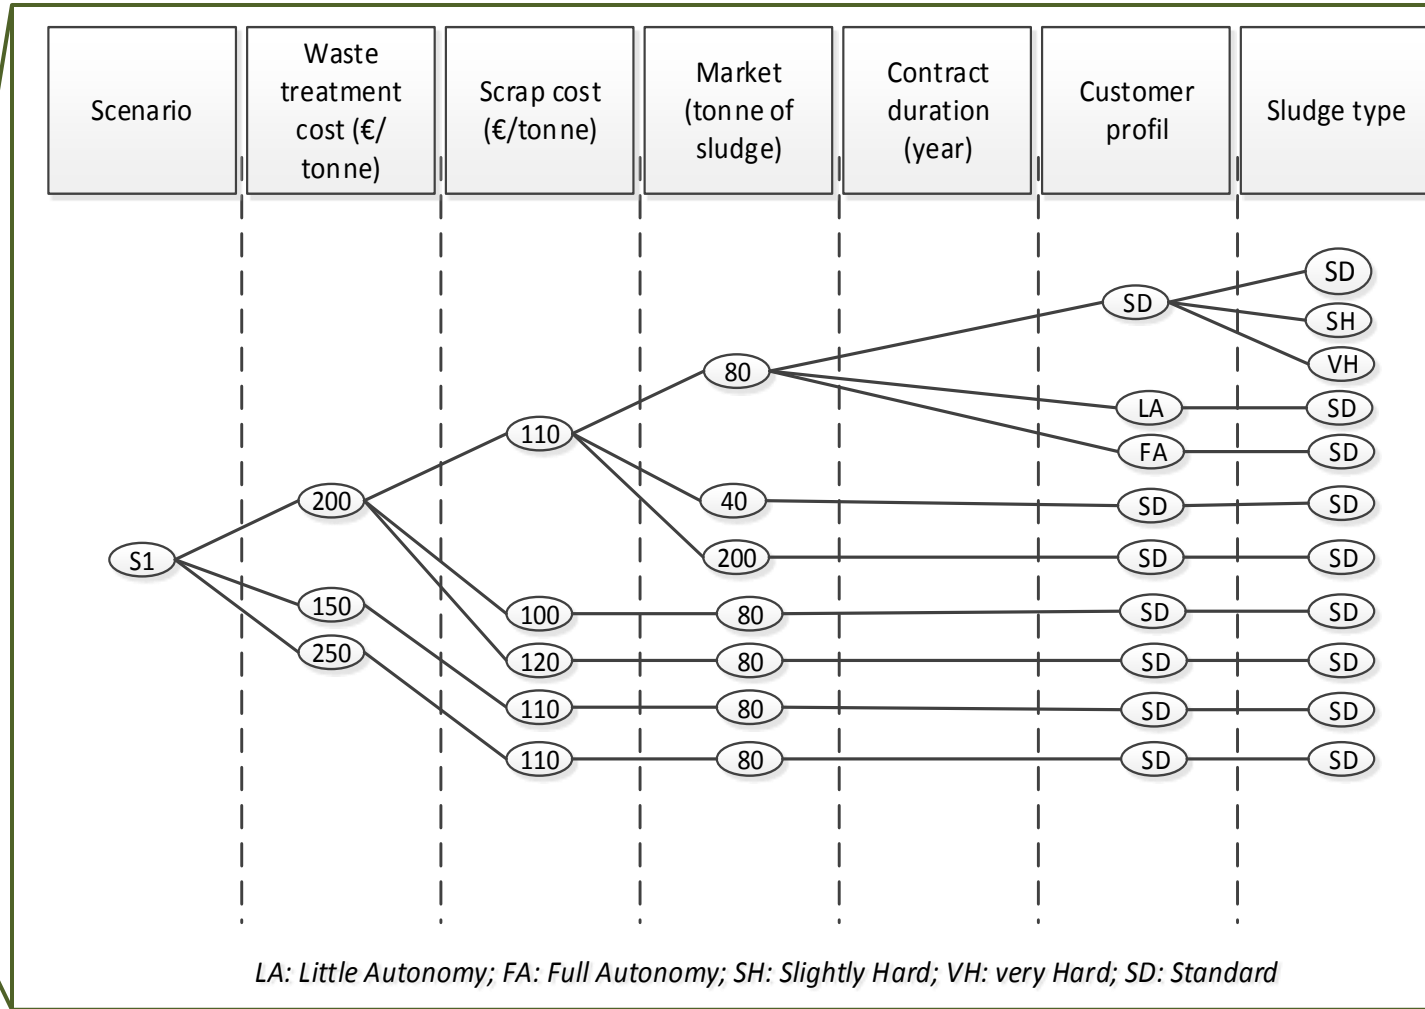 Scenario
Waste
treatment
cost (€/
tonne)
Scrap cost
(€/tonne)
Market
(tonne of
sludge)
Contract
duration
(year)
Customer
profil
Sludge type
SD
SD
SH
80
VH
LA
SD
110
FA
SD
200
40
SD
SD
S1
200
SD
SD
150
100
80
SD
SD
250
120
80
SD
SD
110
80
SD
SD
110
80
SD
SD
LA: Little Autonomy; FA: Full Autonomy; SH: Slightly Hard; VH: very Hard; SD: Standard